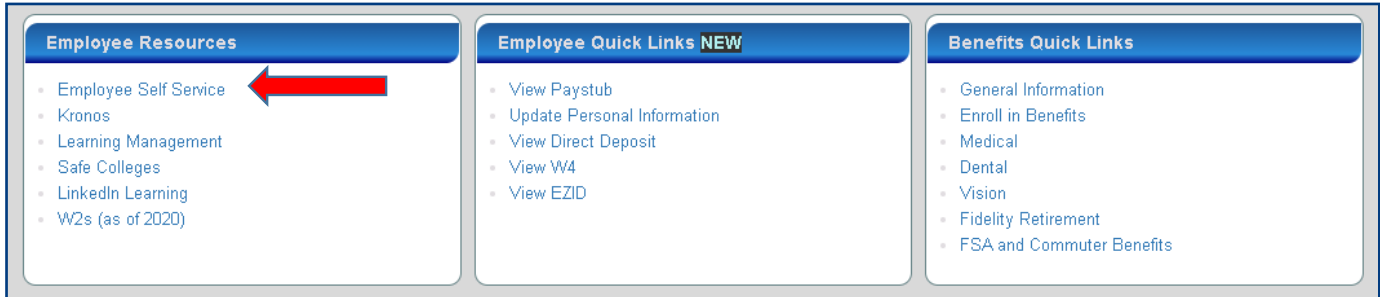 Employee Resources
Employee Self Service
Kronos
Learning Management
Safe Colleges
LinkedIn Learning
W2s (as of 2020)
Employee Quick Links NEW
View Paystub
Update Personal Information
View Direct Deposit
View W4
View EZID
Benefits Quick Links
General Information
Enroll in Benefits
Medical
Dental
Vision
Fidelity Retirement
FSA and Commuter Benefits